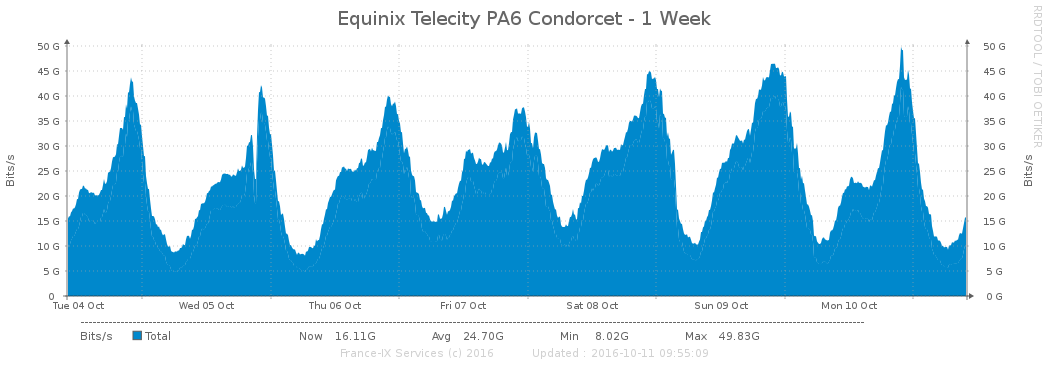 Equinix Telecity PA6 Condorcet - 1 Week
RRDTOOL / TOBI OETIKER
Bits/s
50 G
45 G
40 G
35 G
30 G
25 G
20 G
15 G
10 G
5 G
0
50 G
45 G
40 G
35 G
30 G
25 G
20 G
15 G
10 G
5 G
0 G
Bits/s
Tue 04 Oct Wed 05 Oct Thu 06 Oct Fri 07 Oct Sat 08 Oct Sun 09 Oct Mon 10 Oct
Bits/s Total Now 16.11G Avg 24.70G Min 8.02G Max 49.83G
France-IX Services (c) 2016 Updated : 2016-10-11 09:55:09